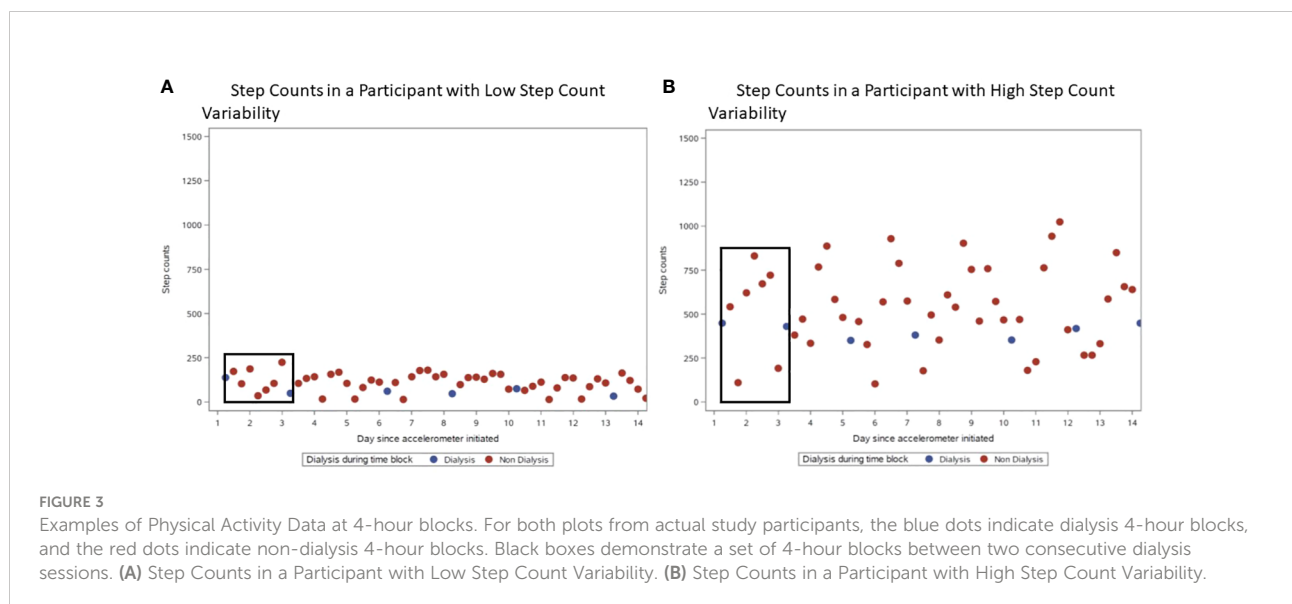 A
Step Counts in a Participant with Low Step Count
Variability
1500
1250
1000
750
500
250
0
Step counts
1 2 3 4 5 6 7 8 9 10 11 12 13 14
Day since accelerometer initiated
Dialysis during time block Dialysis Non Dialysis
B
Step Counts in a Participant with High Step Count
Variability
1500
1250
1000
750
500
250
0
Step counts
1 2 3 4 5 6 7 8 9 10 11 12 13 14
Day since accelerometer initiated
Dialysis during time block Dialysis Non Dialysis
FIGURE 3
Examples of Physical Activity Data at 4-hour blocks. For both plots from actual study participants, the blue dots indicate dialysis 4-hour blocks,
and the red dots indicate non-dialysis 4-hour blocks. Black boxes demonstrate a set of 4-hour blocks between two consecutive dialysis
sessions. (A) Step Counts in a Participant with Low Step Count Variability. (B) Step Counts in a Participant with High Step Count Variability.